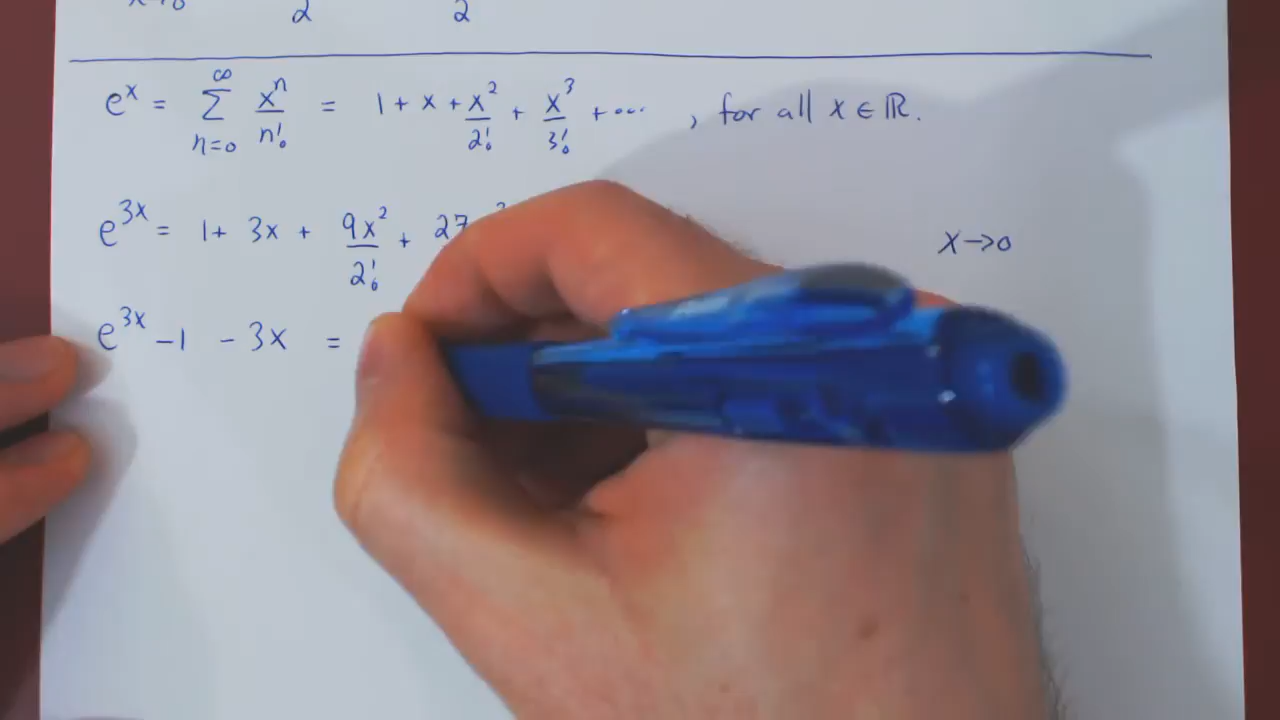 2 2
e^x = ∑_{n=0}^{∞} x^n/n! = 1 + x + x^2/2! + x^3/3! + ... , for all x ∈ ℝ.
e^{3x} = 1 + 3x + 9x^2/2! + 27 x→0
e^{3x} - 1 - 3x =